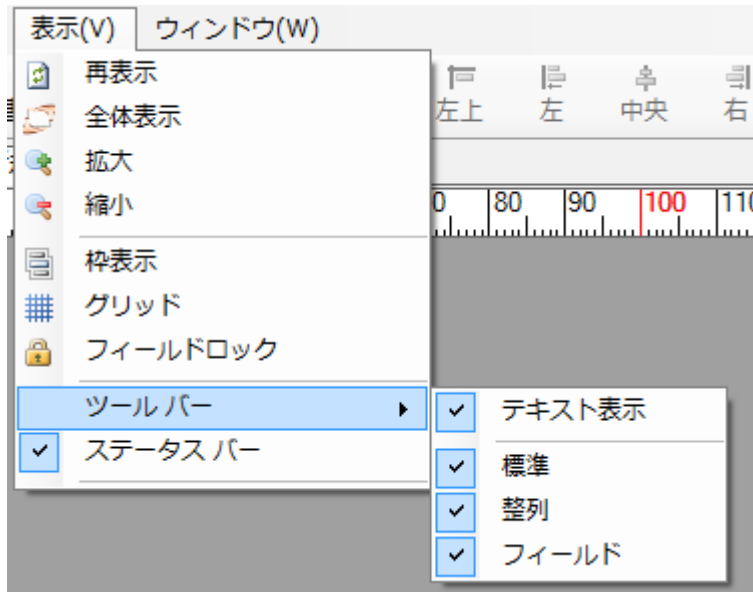 表示(V) ウィンドウ(W)
再表示
全体表示
拡大
縮小
枠表示
グリッド
フィールドロック
ツール バー
ステータス バー
左上 左 中央 右
80 90 100 110
テキスト表示
標準
整列
フィールド